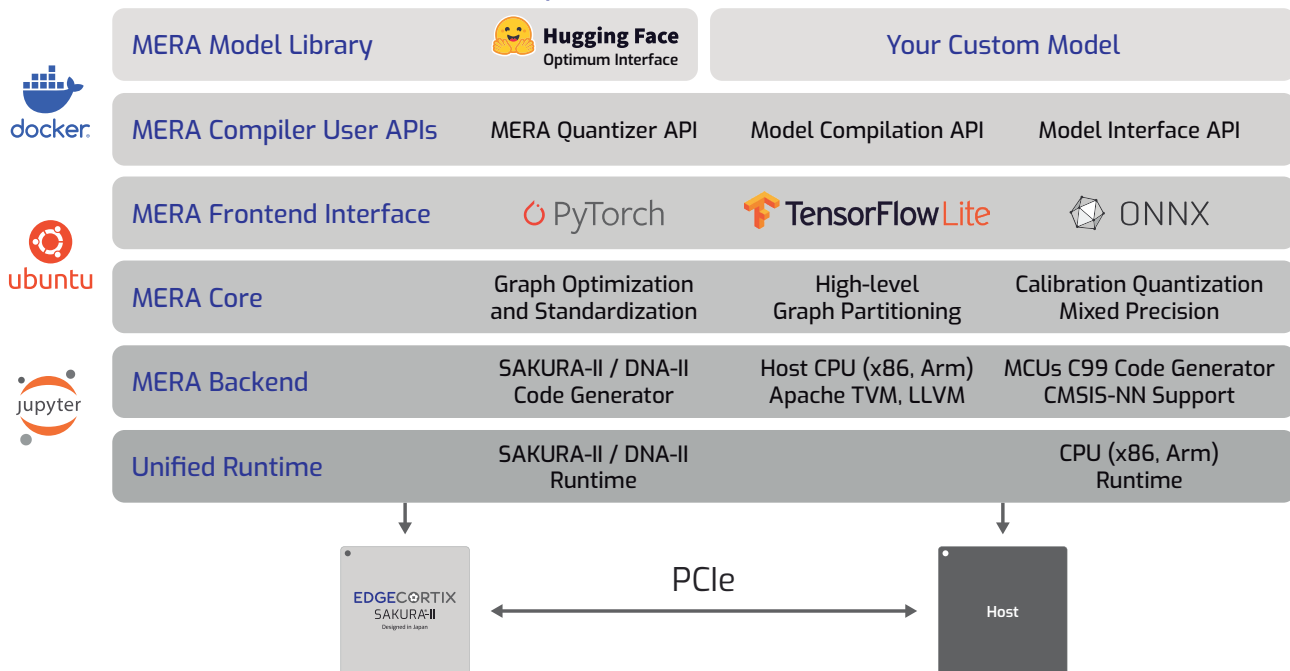 MERA Model Library
Hugging Face
Optimum Interface
Your Custom Model
docker
MERA Compiler User APIs
MERA Quantizer API
Model Compilation API
Model Interface API
ubuntu
MERA Frontend Interface
PyTorch
TensorFlow Lite
ONNX
MERA Core
Graph Optimization
and Standardization
High-level
Graph Partitioning
Calibration Quantization
Mixed Precision
jupyter
MERA Backend
SAKURA-II / DNA-II
Code Generator
Host CPU (x86, Arm)
Apache TVM, LLVM
MCUs C99 Code Generator
CMSIS-NN Support
Unified Runtime
SAKURA-II / DNA-II
Runtime
CPU (x86, Arm)
Runtime
EDGECORTIX
SAKURA-II
Designed in Japan
PCIe
Host